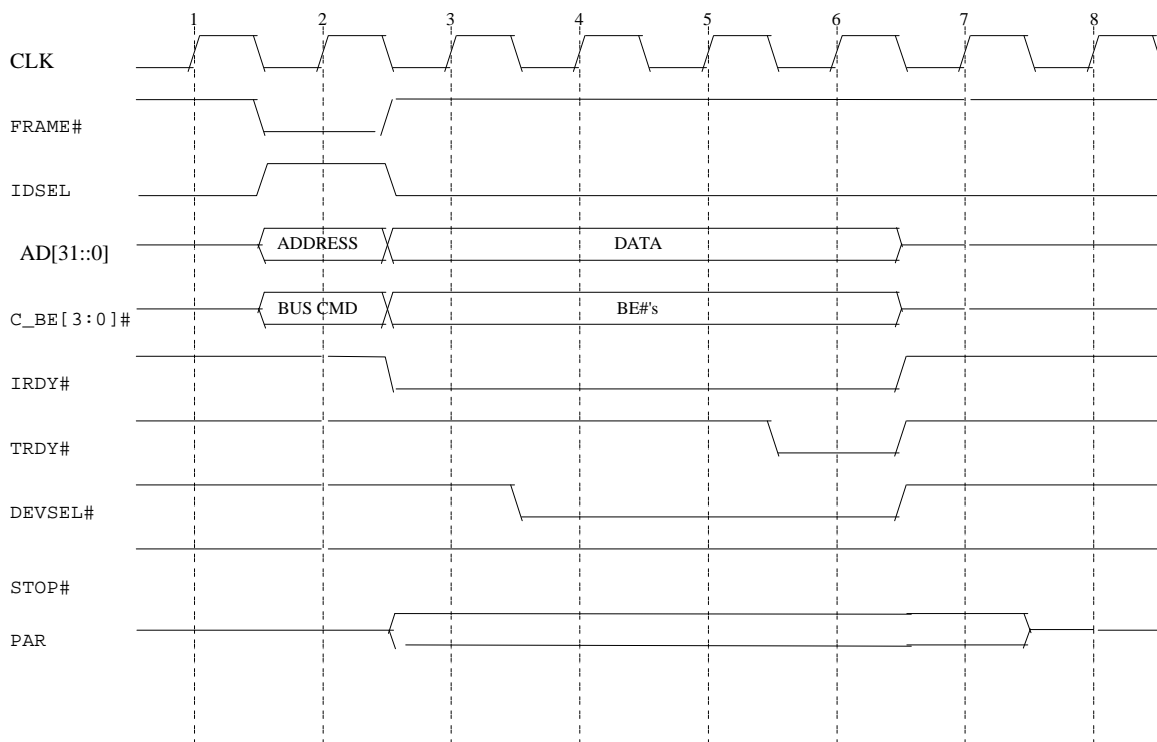 1 2 3 4 5 6 7 8
CLK
FRAME#
IDSEL
AD[31::0] ADDRESS DATA
C_BE[3:0]# BUS CMD BE#'s
IRDY#
TRDY#
DEVSEL#
STOP#
PAR